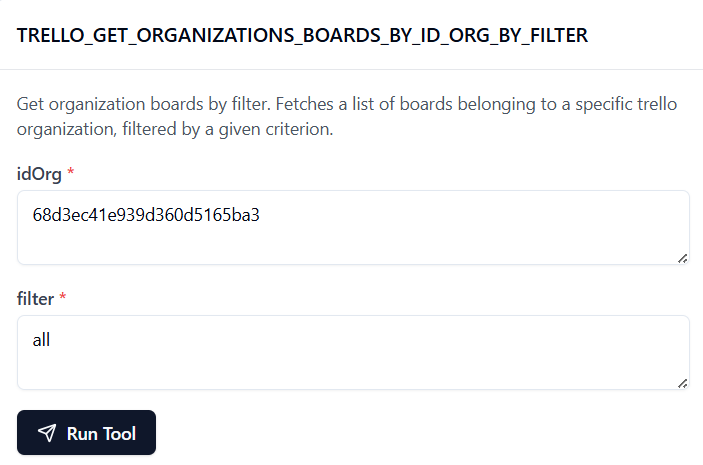 TRELLO_GET_ORGANIZATIONS_BOARDS_BY_ID_ORG_BY_FILTER
Get organization boards by filter. Fetches a list of boards belonging to a specific trello
organization, filtered by a given criterion.
idOrg *
68d3ec41e939d360d5165ba3
filter *
all
Run Tool